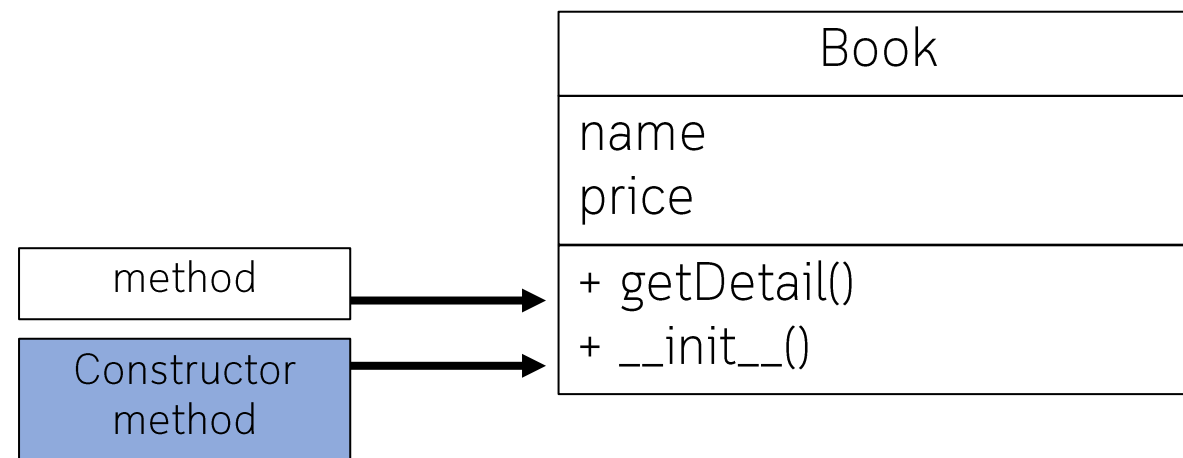 Book
name
price
method
+ getDetail()
Constructor
method
+ __init__()